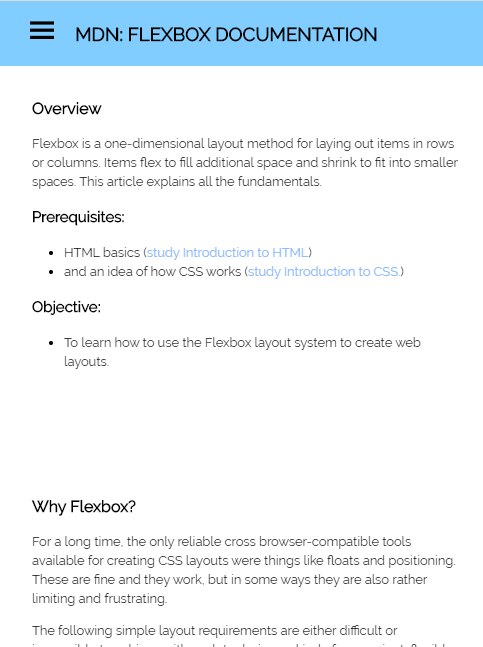 MDN: FLEXBOX DOCUMENTATION
Overview
Flexbox is a one-dimensional layout method for laying out items in rows
or columns. Items flex to fill additional space and shrink to fit into smaller
spaces. This article explains all the fundamentals.
Prerequisites:
HTML basics (study Introduction to HTML)
and an idea of how CSS works (study Introduction to CSS.)
Objective:
To learn how to use the Flexbox layout system to create web
layouts.
Why Flexbox?
For a long time, the only reliable cross browser-compatible tools
available for creating CSS layouts were things like floats and positioning.
These are fine and they work, but in some ways they are also rather
limiting and frustrating.
The following simple layout requirements are either difficult or